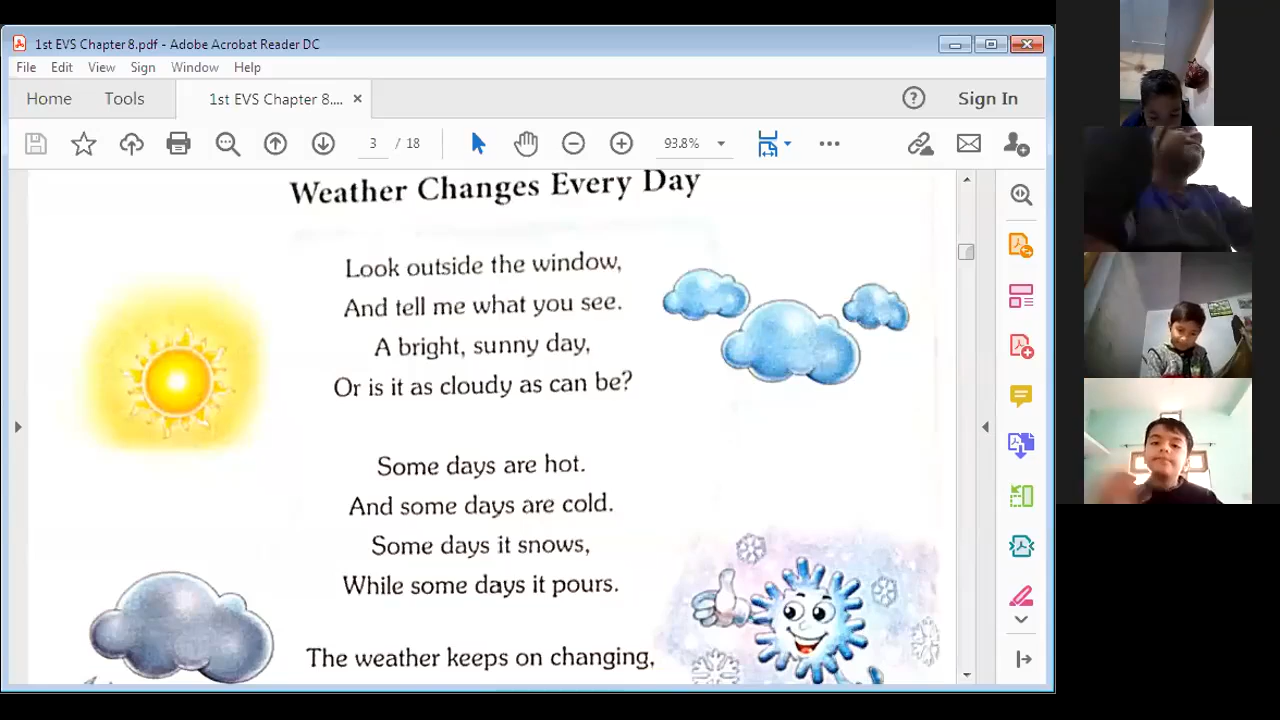 1st EVS Chapter 8.pdf - Adobe Acrobat Reader DC
File Edit View Sign Window Help
Home Tools 1st EVS Chapter 8.... × Sign In
3 / 18 93.8%
Weather Changes Every Day
Look outside the window,
And tell me what you see.
A bright, sunny day,
Or is it as cloudy as can be?
Some days are hot.
And some days are cold.
Some days it snows,
While some days it pours.
The weather keeps on changing,